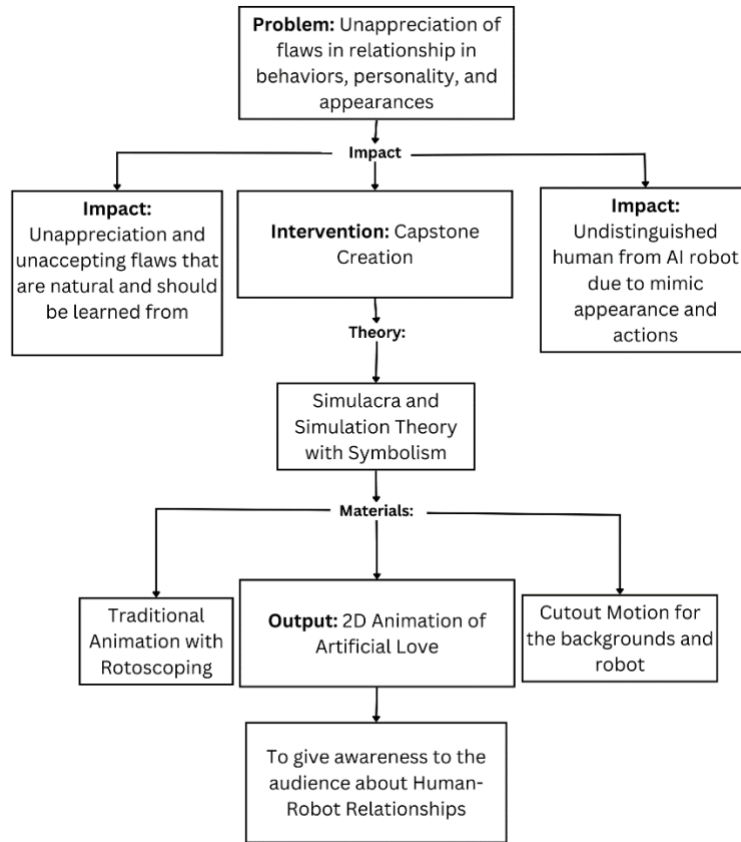 Problem: Unappreciation of
flaws in relationship in
behaviors, personality, and
appearances
Impact
Impact:
Unappreciation and
unaccepting flaws that
are natural and should
be learned from
Intervention: Capstone
Creation
Impact:
Undistinguished
human from AI robot
due to mimic
appearance and
actions
Theory:
Simulacra and
Simulation Theory
with Symbolism
Materials:
Traditional
Animation with
Rotoscoping
Output: 2D Animation of
Artificial Love
Cutout Motion for
the backgrounds and
robot
To give awareness to the
audience about Human-
Robot Relationships